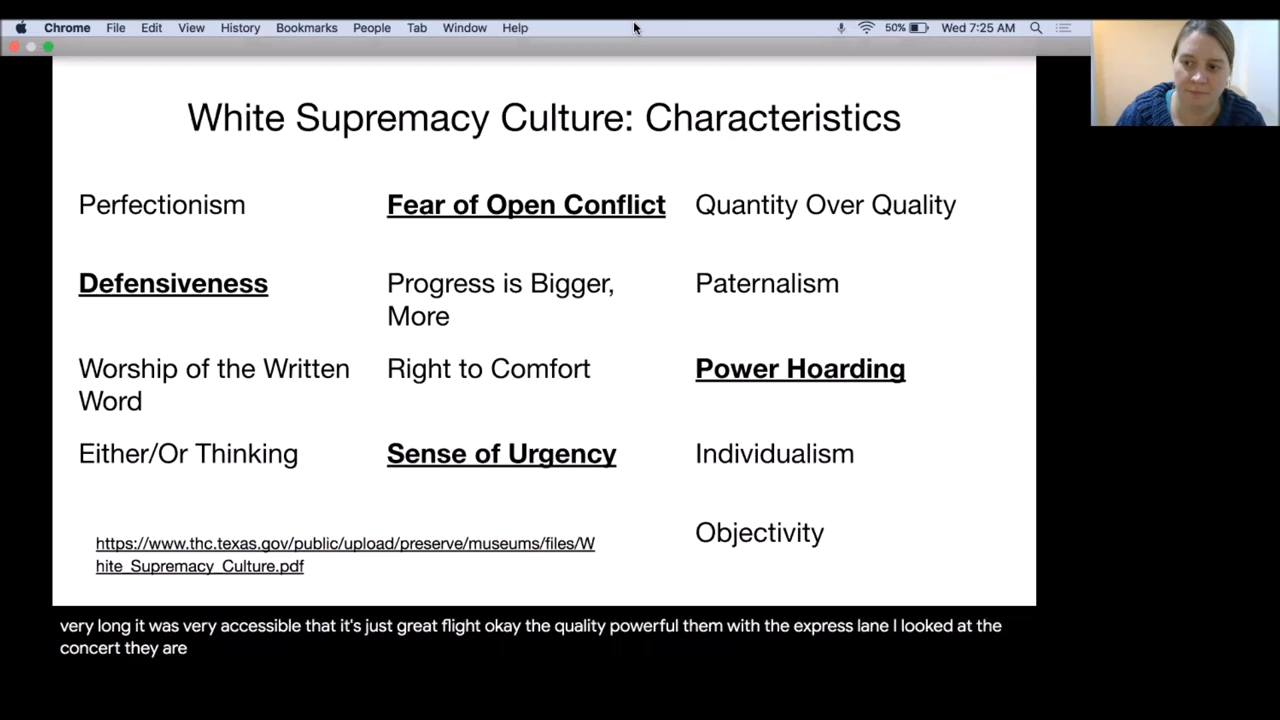 Chrome File Edit View History Bookmarks People Tab Window Help 50% Wed 7:25 AM
White Supremacy Culture: Characteristics
Perfectionism
Fear of Open Conflict
Quantity Over Quality
Defensiveness
Progress is Bigger,
More
Paternalism
Worship of the Written
Word
Right to Comfort
Power Hoarding
Either/Or Thinking
Sense of Urgency
Individualism
Objectivity
https://www.thc.texas.gov/public/upload/preserve/museums/files/W
hite_Supremacy_Culture.pdf
very long it was very accessible that it's just great flight okay the quality powerful them with the express lane I looked at the
concert they are